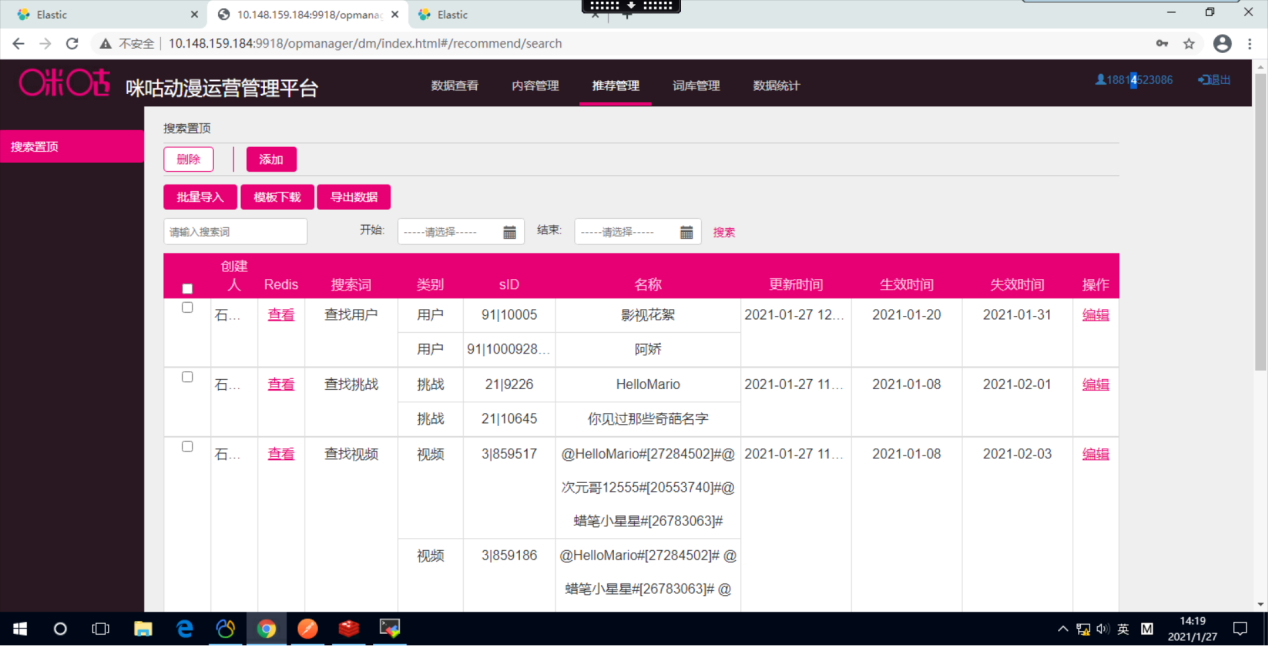 Elastic
10.148.159.184:9918/opmana
Elastic
不安全
10.148.159.184:9918/opmanager/dm/index.html#/recommend/search
咪咕
咪咕动漫运营管理平台
数据查看 内容管理 推荐管理 词库管理 数据统计
18814523086
退出
搜索置顶
搜索置顶
删除 添加
批量导入 模板下载 导出数据
请输入搜索词 开始: -----请选择----- 结束: -----请选择----- 搜索
创建人 Redis 搜索词 类别 sID 名称 更新时间 生效时间 失效时间 操作
石... 查看 查找用户 用户 91|10005 影视花絮 2021-01-27 12... 2021-01-20 2021-01-31 编辑
用户 91|1000928... 阿娇
石... 查看 查找挑战 挑战 21|9226 HelloMario 2021-01-27 11... 2021-01-08 2021-02-01 编辑
挑战 21|10645 你见过那些奇葩名字
石... 查看 查找视频 视频 3|859517 @HelloMario#[27284502]#@ 2021-01-27 11... 2021-01-08 2021-02-03 编辑
次元哥12555#[20553740]#@
蜡笔小星星#[26783063]#
视频 3|859186 @HelloMario#[27284502]# @
蜡笔小星星#[26783063]# @
英 M
14:19
2021/1/27